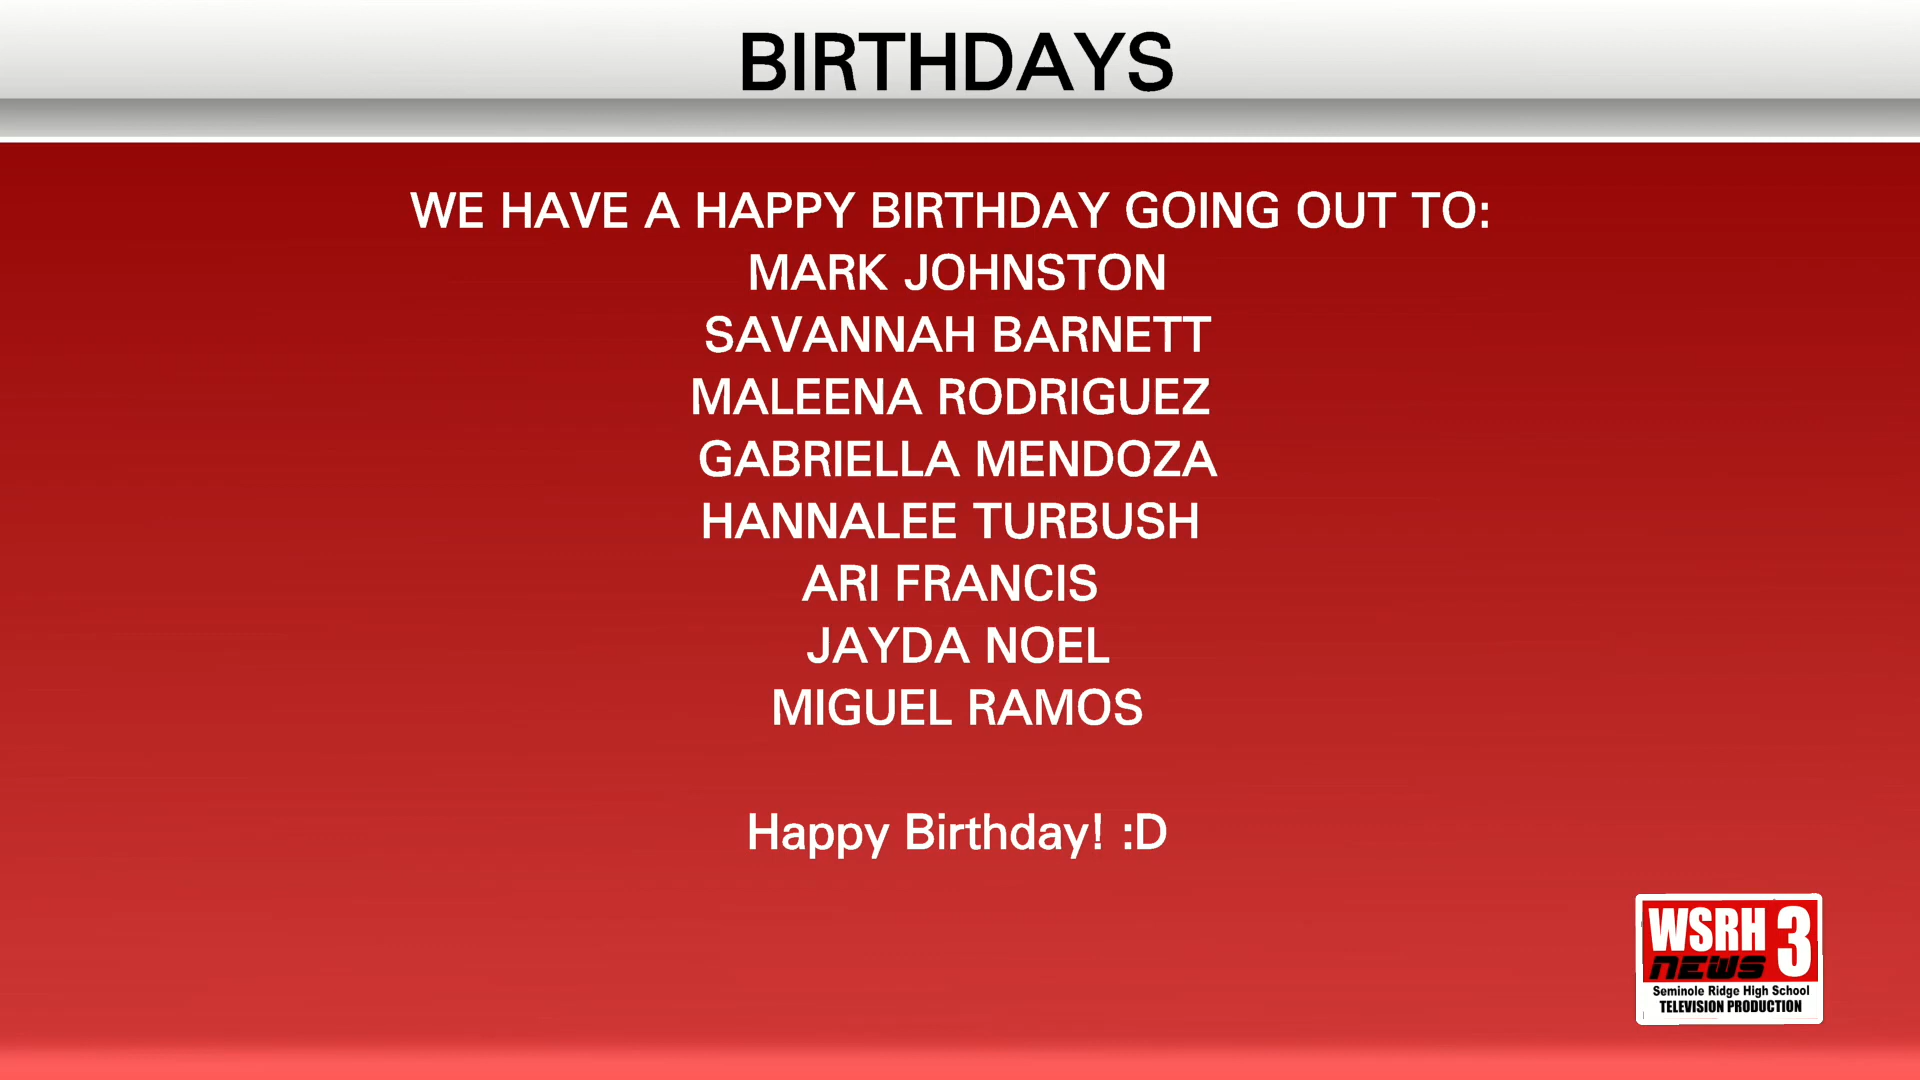 BIRTHDAYS
WE HAVE A HAPPY BIRTHDAY GOING OUT TO:
MARK JOHNSTON
SAVANNAH BARNETT
MALEENA RODRIGUEZ
GABRIELLA MENDOZA
HANNALEE TURBUSH
ARI FRANCIS
JAYDA NOEL
MIGUEL RAMOS
Happy Birthday! :D
WSRH 3
NEWS
Seminole Ridge High School
TELEVISION PRODUCTION